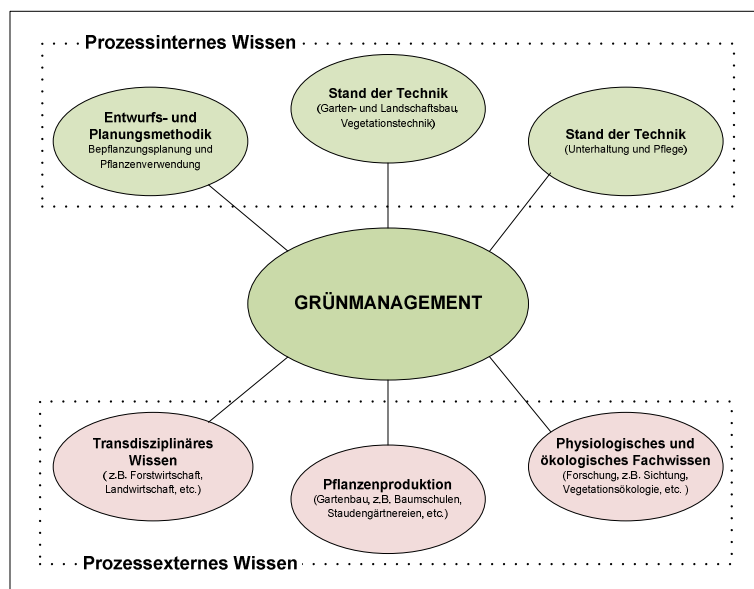 Prozessinternes Wissen
Entwurfs- und
Planungsmethodik
Bepflanzungsplanung und
Pflanzenverwendung
Stand der Technik
(Garten- und Landschaftsbau,
Vegetationstechnik)
Stand der Technik
(Unterhaltung und Pflege)
GRÜNMANAGEMENT
Transdisziplinäres
Wissen
( z.B. Forstwirtschaft,
Landwirtschaft, etc.)
Pflanzenproduktion
(Gartenbau, z.B. Baumschulen,
Staudengärtnereien, etc.)
Physiologisches und
ökologisches Fachwissen
(Forschung, z.B. Sichtung,
Vegetationsökologie, etc. )
Prozessexternes Wissen